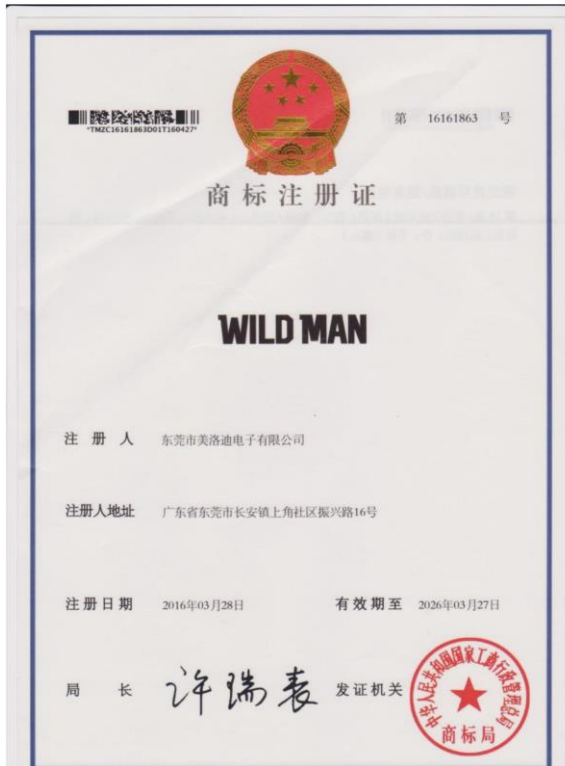 *TMZC16161863D01T160427*
第 16161863 号
商标注册证
WILD MAN
注册人 东莞市美洛迪电子有限公司
注册人地址 广东省东莞市长安镇上角社区振兴路16号
注册日期 2016年03月28日 有效期至 2026年03月27日
局长 许瑞表 发证机关
中华人民共和国国家工商行政管理总局
商标局